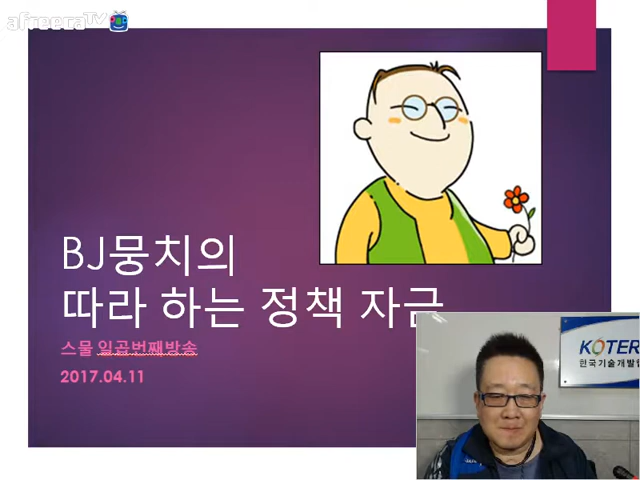 afreecaTV
BJ뭉치의
따라 하는 정책 자금
스물 일곱번째방송
2017.04.11
KOTER
한국기술개발